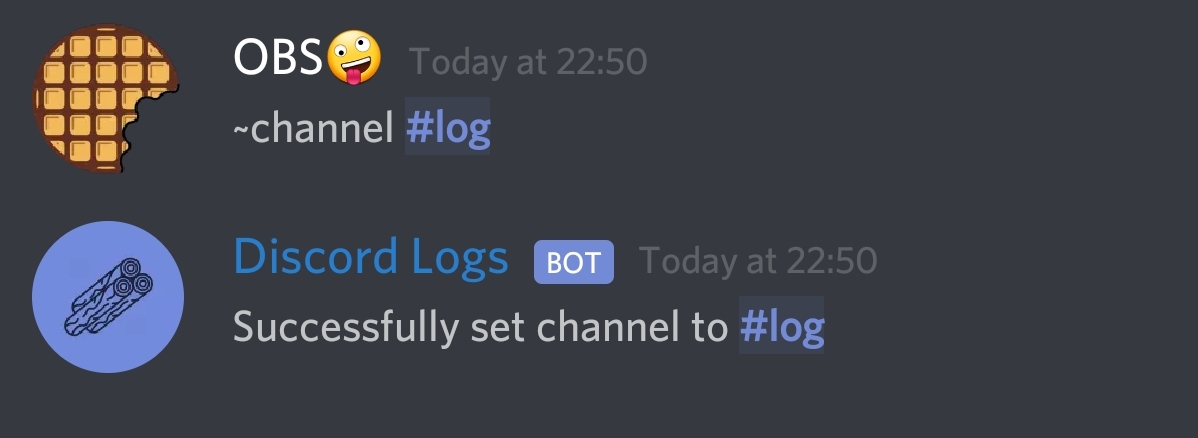 OBS🤪 Today at 22:50
~channel #log
Discord Logs BOT Today at 22:50
Successfully set channel to #log